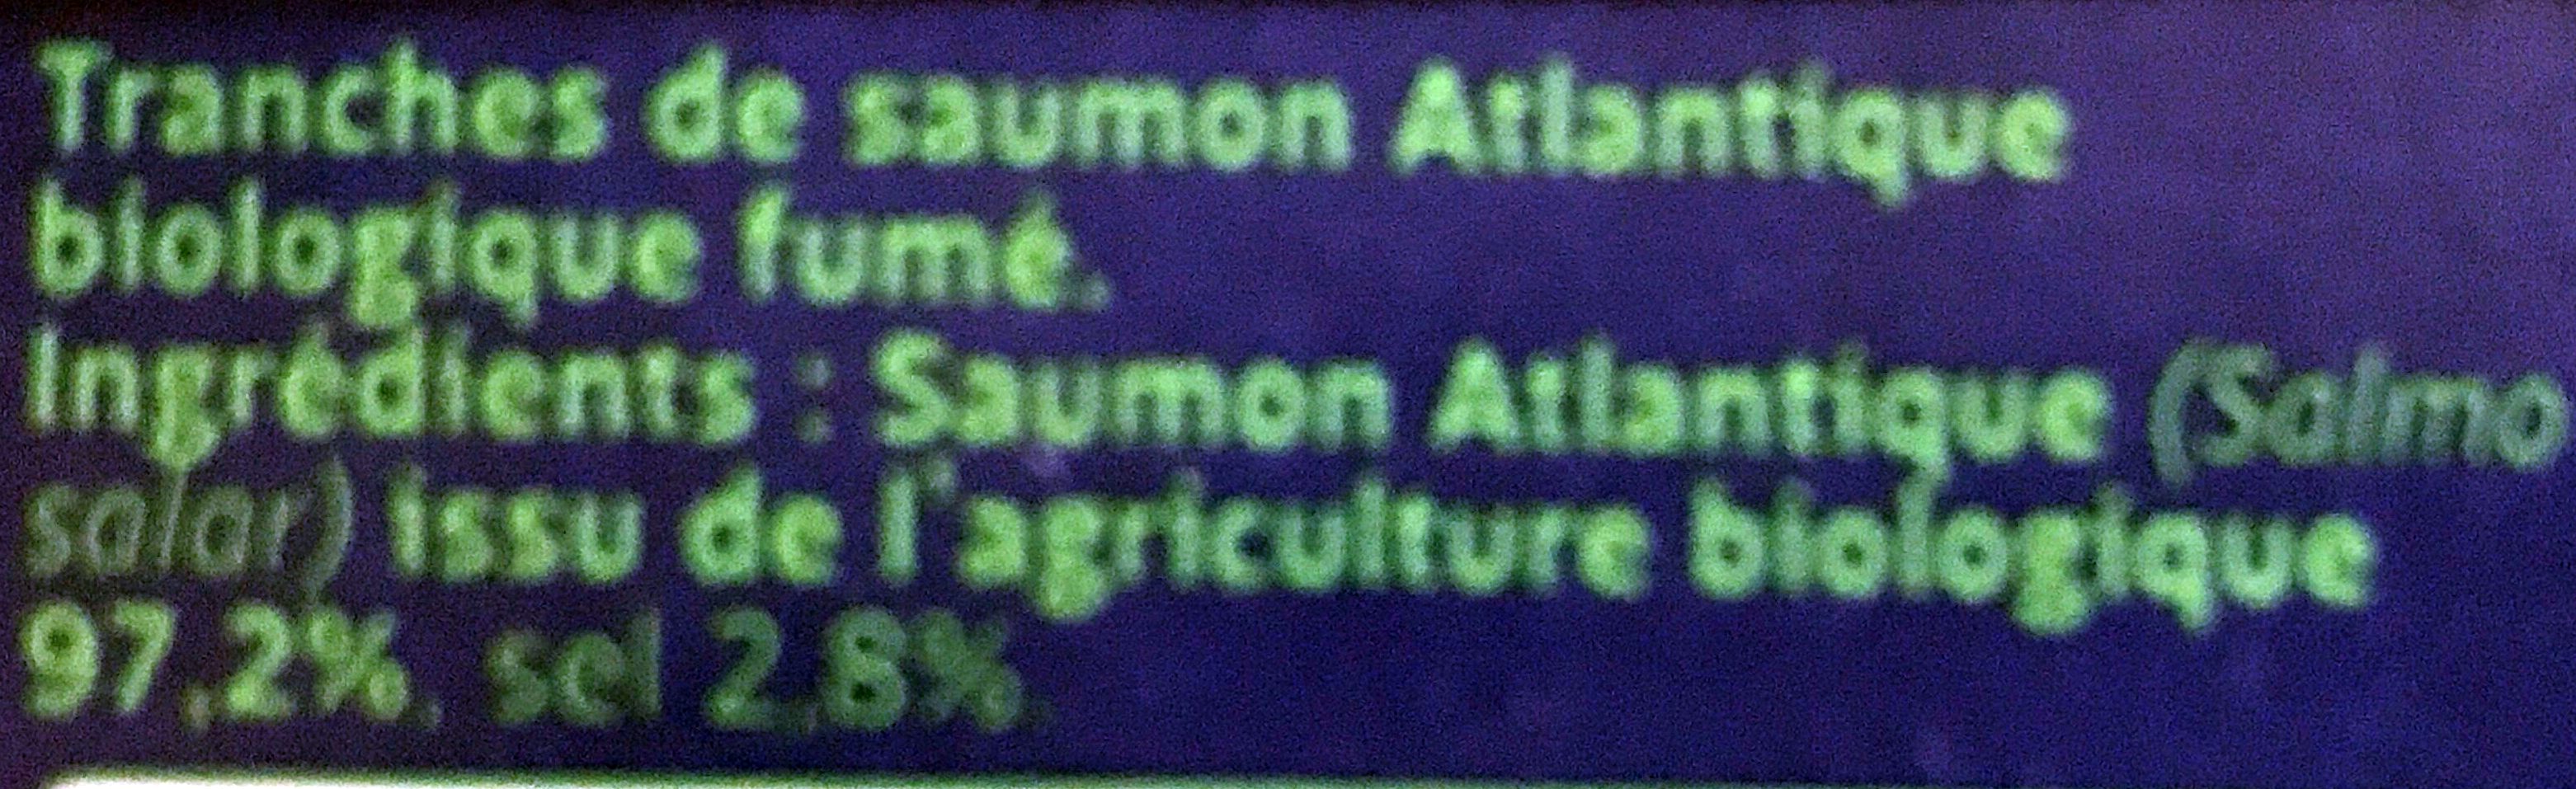 Tranches de saumon Atlantique
biologique fumé.
Ingrédients : Saumon Atlantique (Salmo
salar) issu de l'agriculture biologique
97,2%, sel 2,8%.